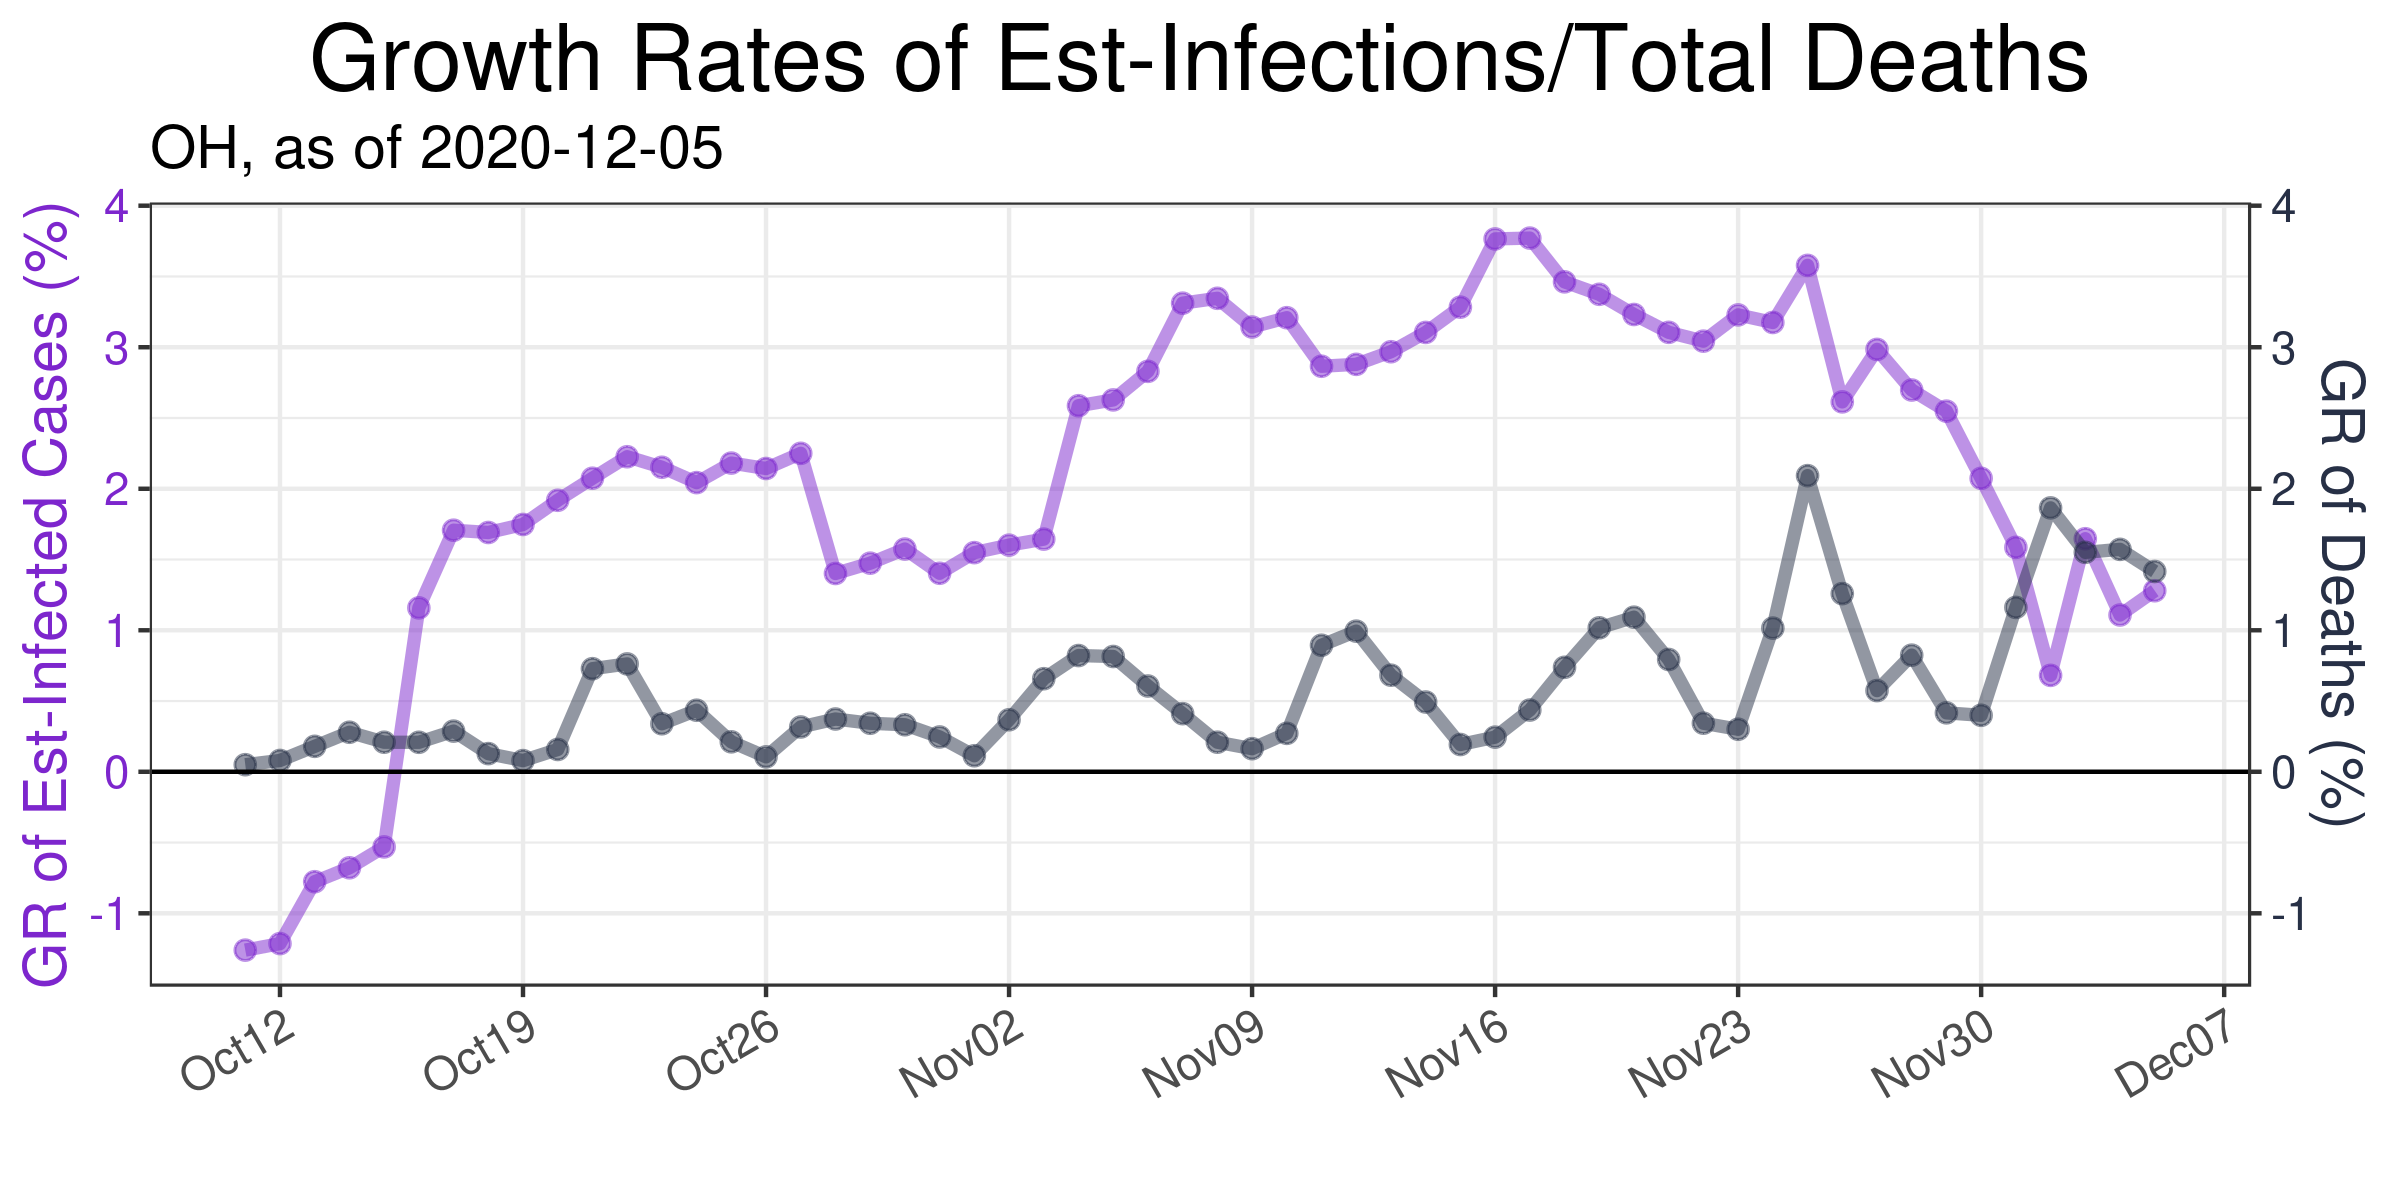 Growth Rates of Est-Infections/Total Deaths
OH, as of 2020-12-05
GR of Est-Infected Cases (%)
4
3
2
1
0
-1
4
3
2
1
0
-1
GR of Deaths (%)
Oct12
Oct19
Oct26
Nov02
Nov09
Nov16
Nov23
Nov30
Dec07